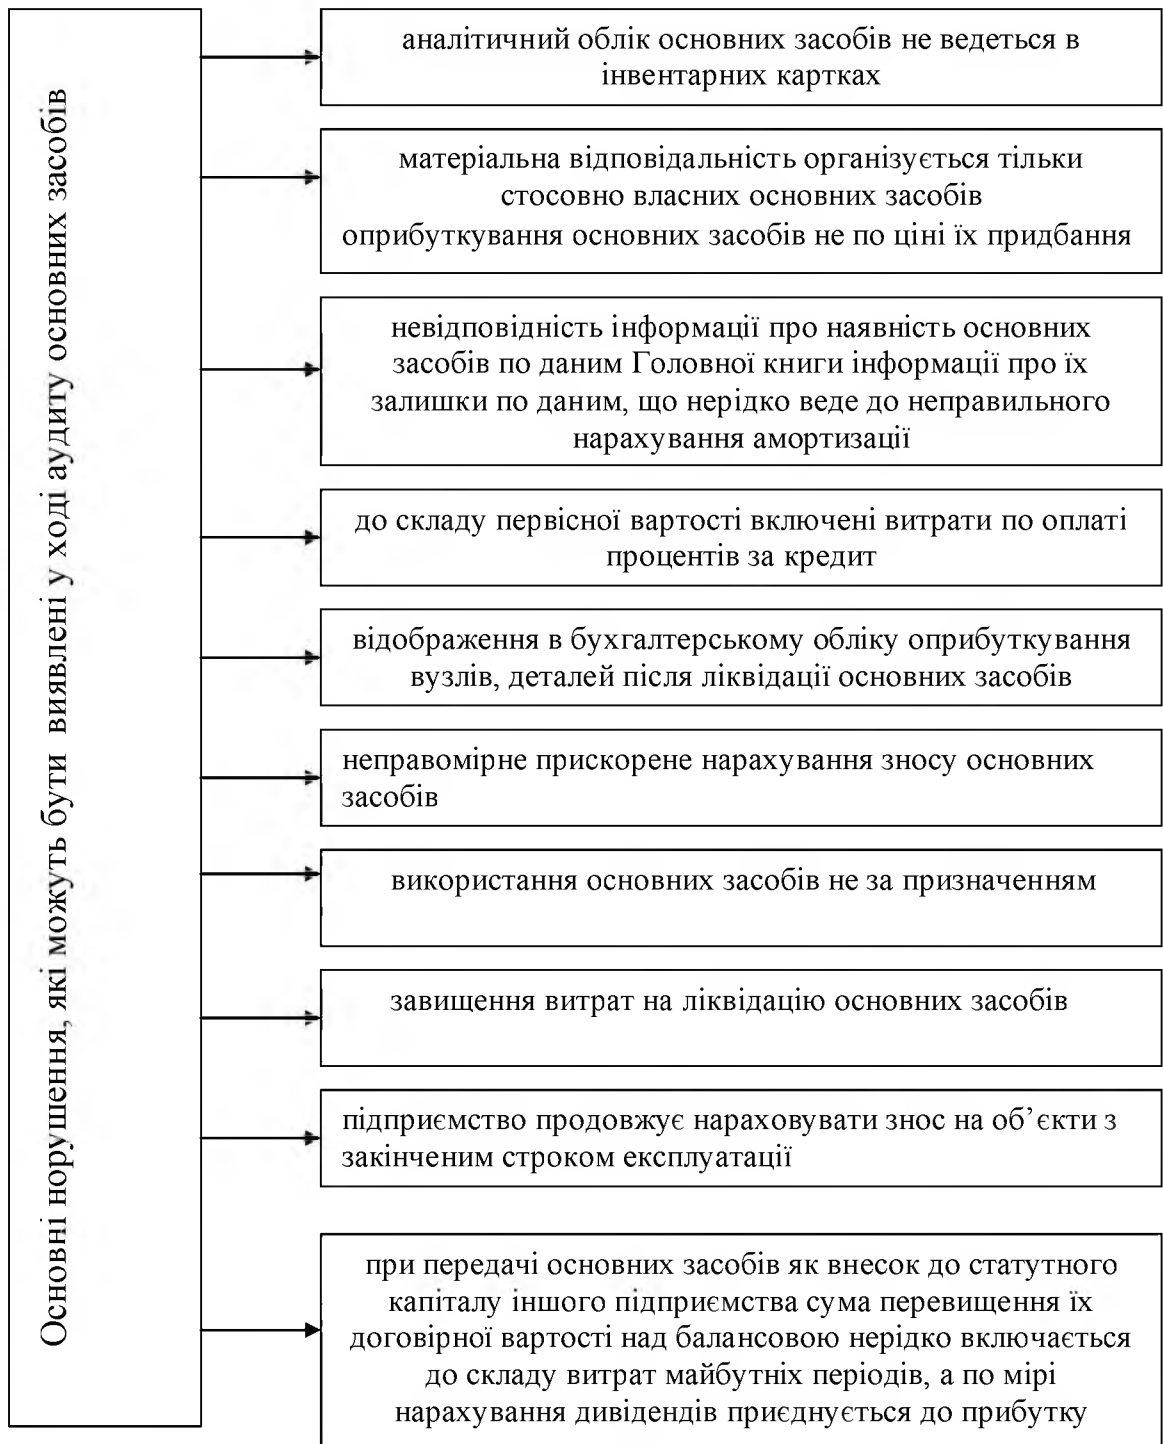 Основні норушення, які можуть бути виявлені у ході аудиту основних засобів
аналітичний облік основних засобів не ведеться в
інвентарних картках
матеріальна відповідальність організується тільки
стосовно власних основних засобів
оприбуткування основних засобів не по ціні їх придбання
невідповідність інформації про наявність основних
засобів по даним Головної книги інформації про їх
залишки по даним, що нерідко веде до неправильного
нарахування амортизації
до складу первісної вартості включені витрати по оплаті
процентів за кредит
відображення в бухгалтерському обліку оприбуткування
вузлів, деталей після ліквідації основних засобів
неправомірне прискорене нарахування зносу основних
засобів
використання основних засобів не за призначенням
завищення витрат на ліквідацію основних засобів
підприємство продовжує нараховувати знос на об’єкти з
закінченим строком експлуатації
при передачі основних засобів як внесок до статутного
капіталу іншого підприємства сума перевищення їх
договірної вартості над балансовою нерідко включається
до складу витрат майбутніх періодів, а по мірі
нарахування дивідендів приєднується до прибутку